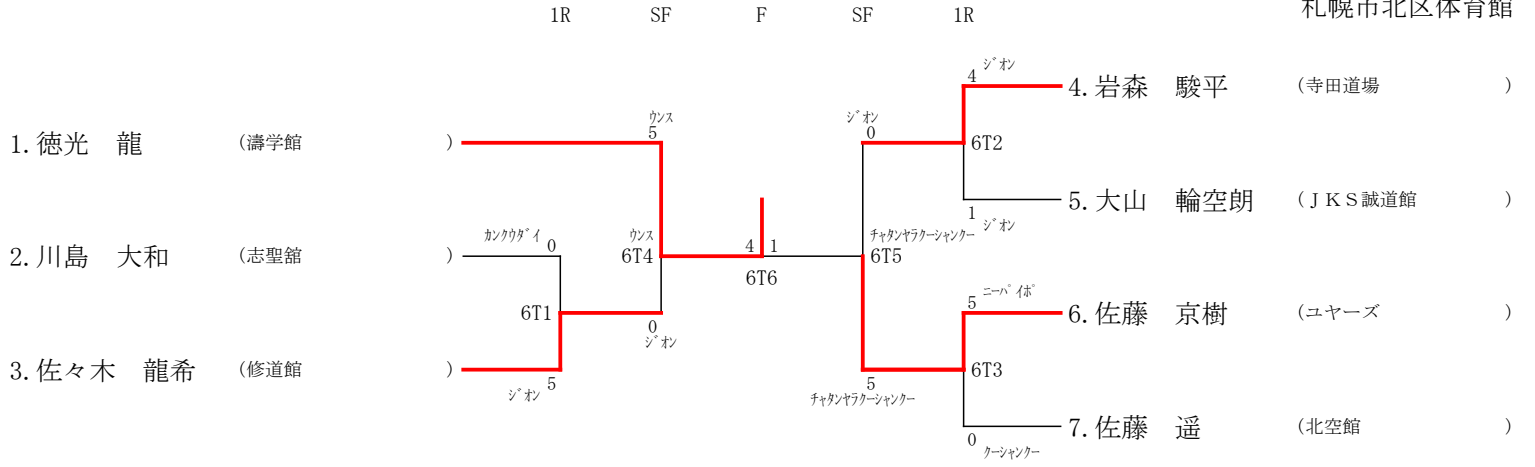 札幌市北区体育館
1R SF F SF 1R
4 ジオン
4. 岩森 駿平 (寺田道場 )
ウンス
5
ジオン
0
1. 徳光 龍 (濤学館 )
6T2
5. 大山 輪空朗 (ＪＫＳ誠道館 )
1 ジオン
カンクウダイ 0
ウンス
6T4
4 1
6T6
チャタンヤラクーシャンクー
6T5
2. 川島 大和 (志聖舘 )
5 ニーパイポ
6. 佐藤 京樹 (ユヤーズ )
6T1
0
ジオン
3. 佐々木 龍希 (修道館 )
ジオン 5
5
チャタンヤラクーシャンクー
6T3
7. 佐藤 遥 (北空館 )
0 クーシャンクー